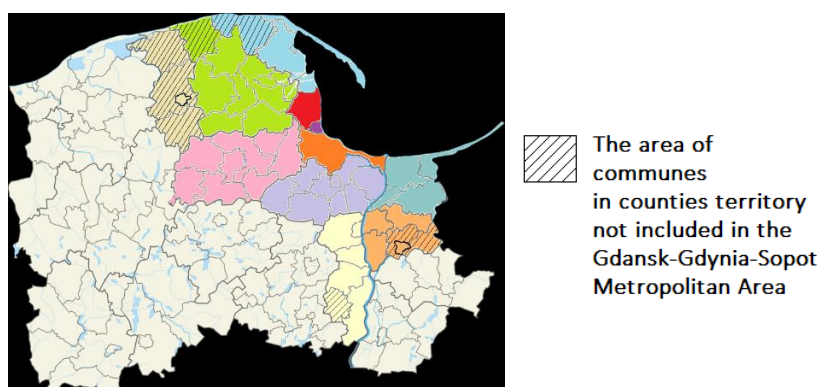 The area of
communes
in counties territory
not included in the
Gdansk-Gdynia-Sopot
Metropolitan Area